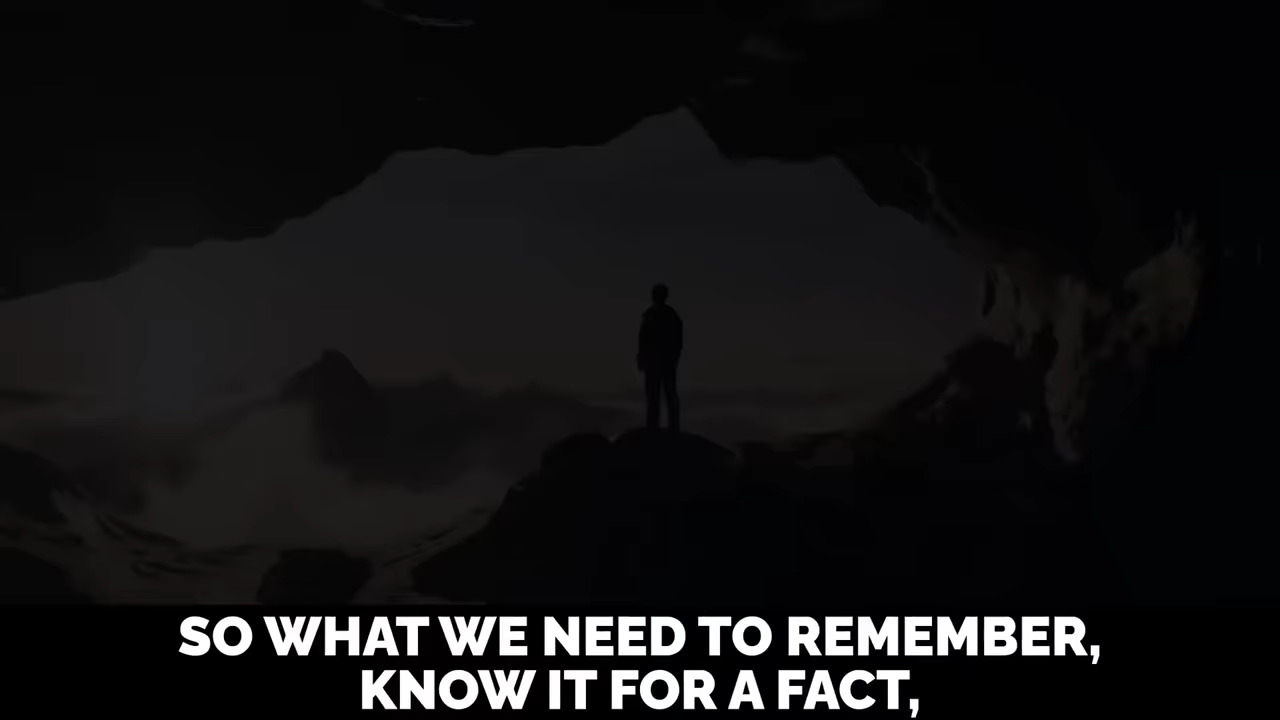 SO WHAT WE NEED TO REMEMBER,
KNOW IT FOR A FACT,